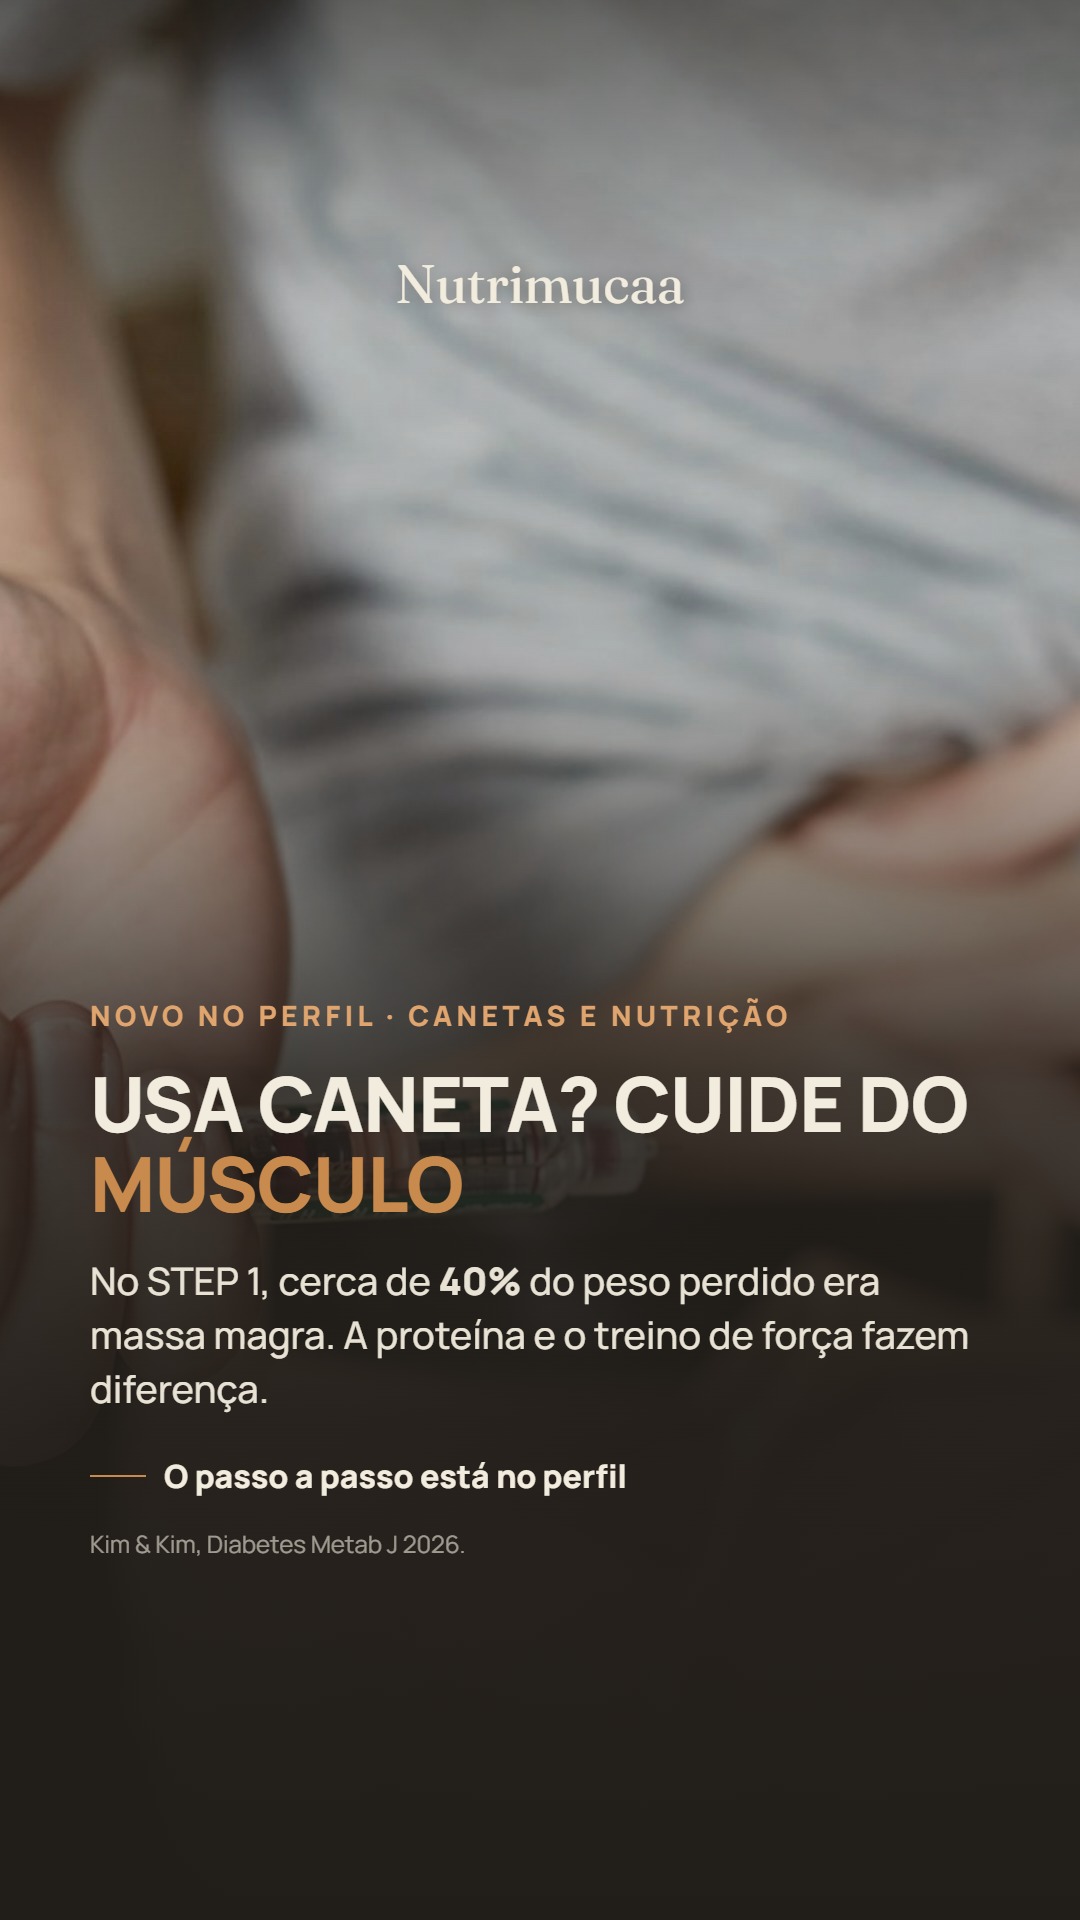 Nutrimucaa
NOVO NO PERFIL · CANETAS E NUTRIÇÃO
USA CANETA? CUIDE DO
MÚSCULO
No STEP 1, cerca de 40% do peso perdido era
massa magra. A proteína e o treino de força fazem
diferença.
O passo a passo está no perfil
Kim & Kim, Diabetes Metab J 2026.